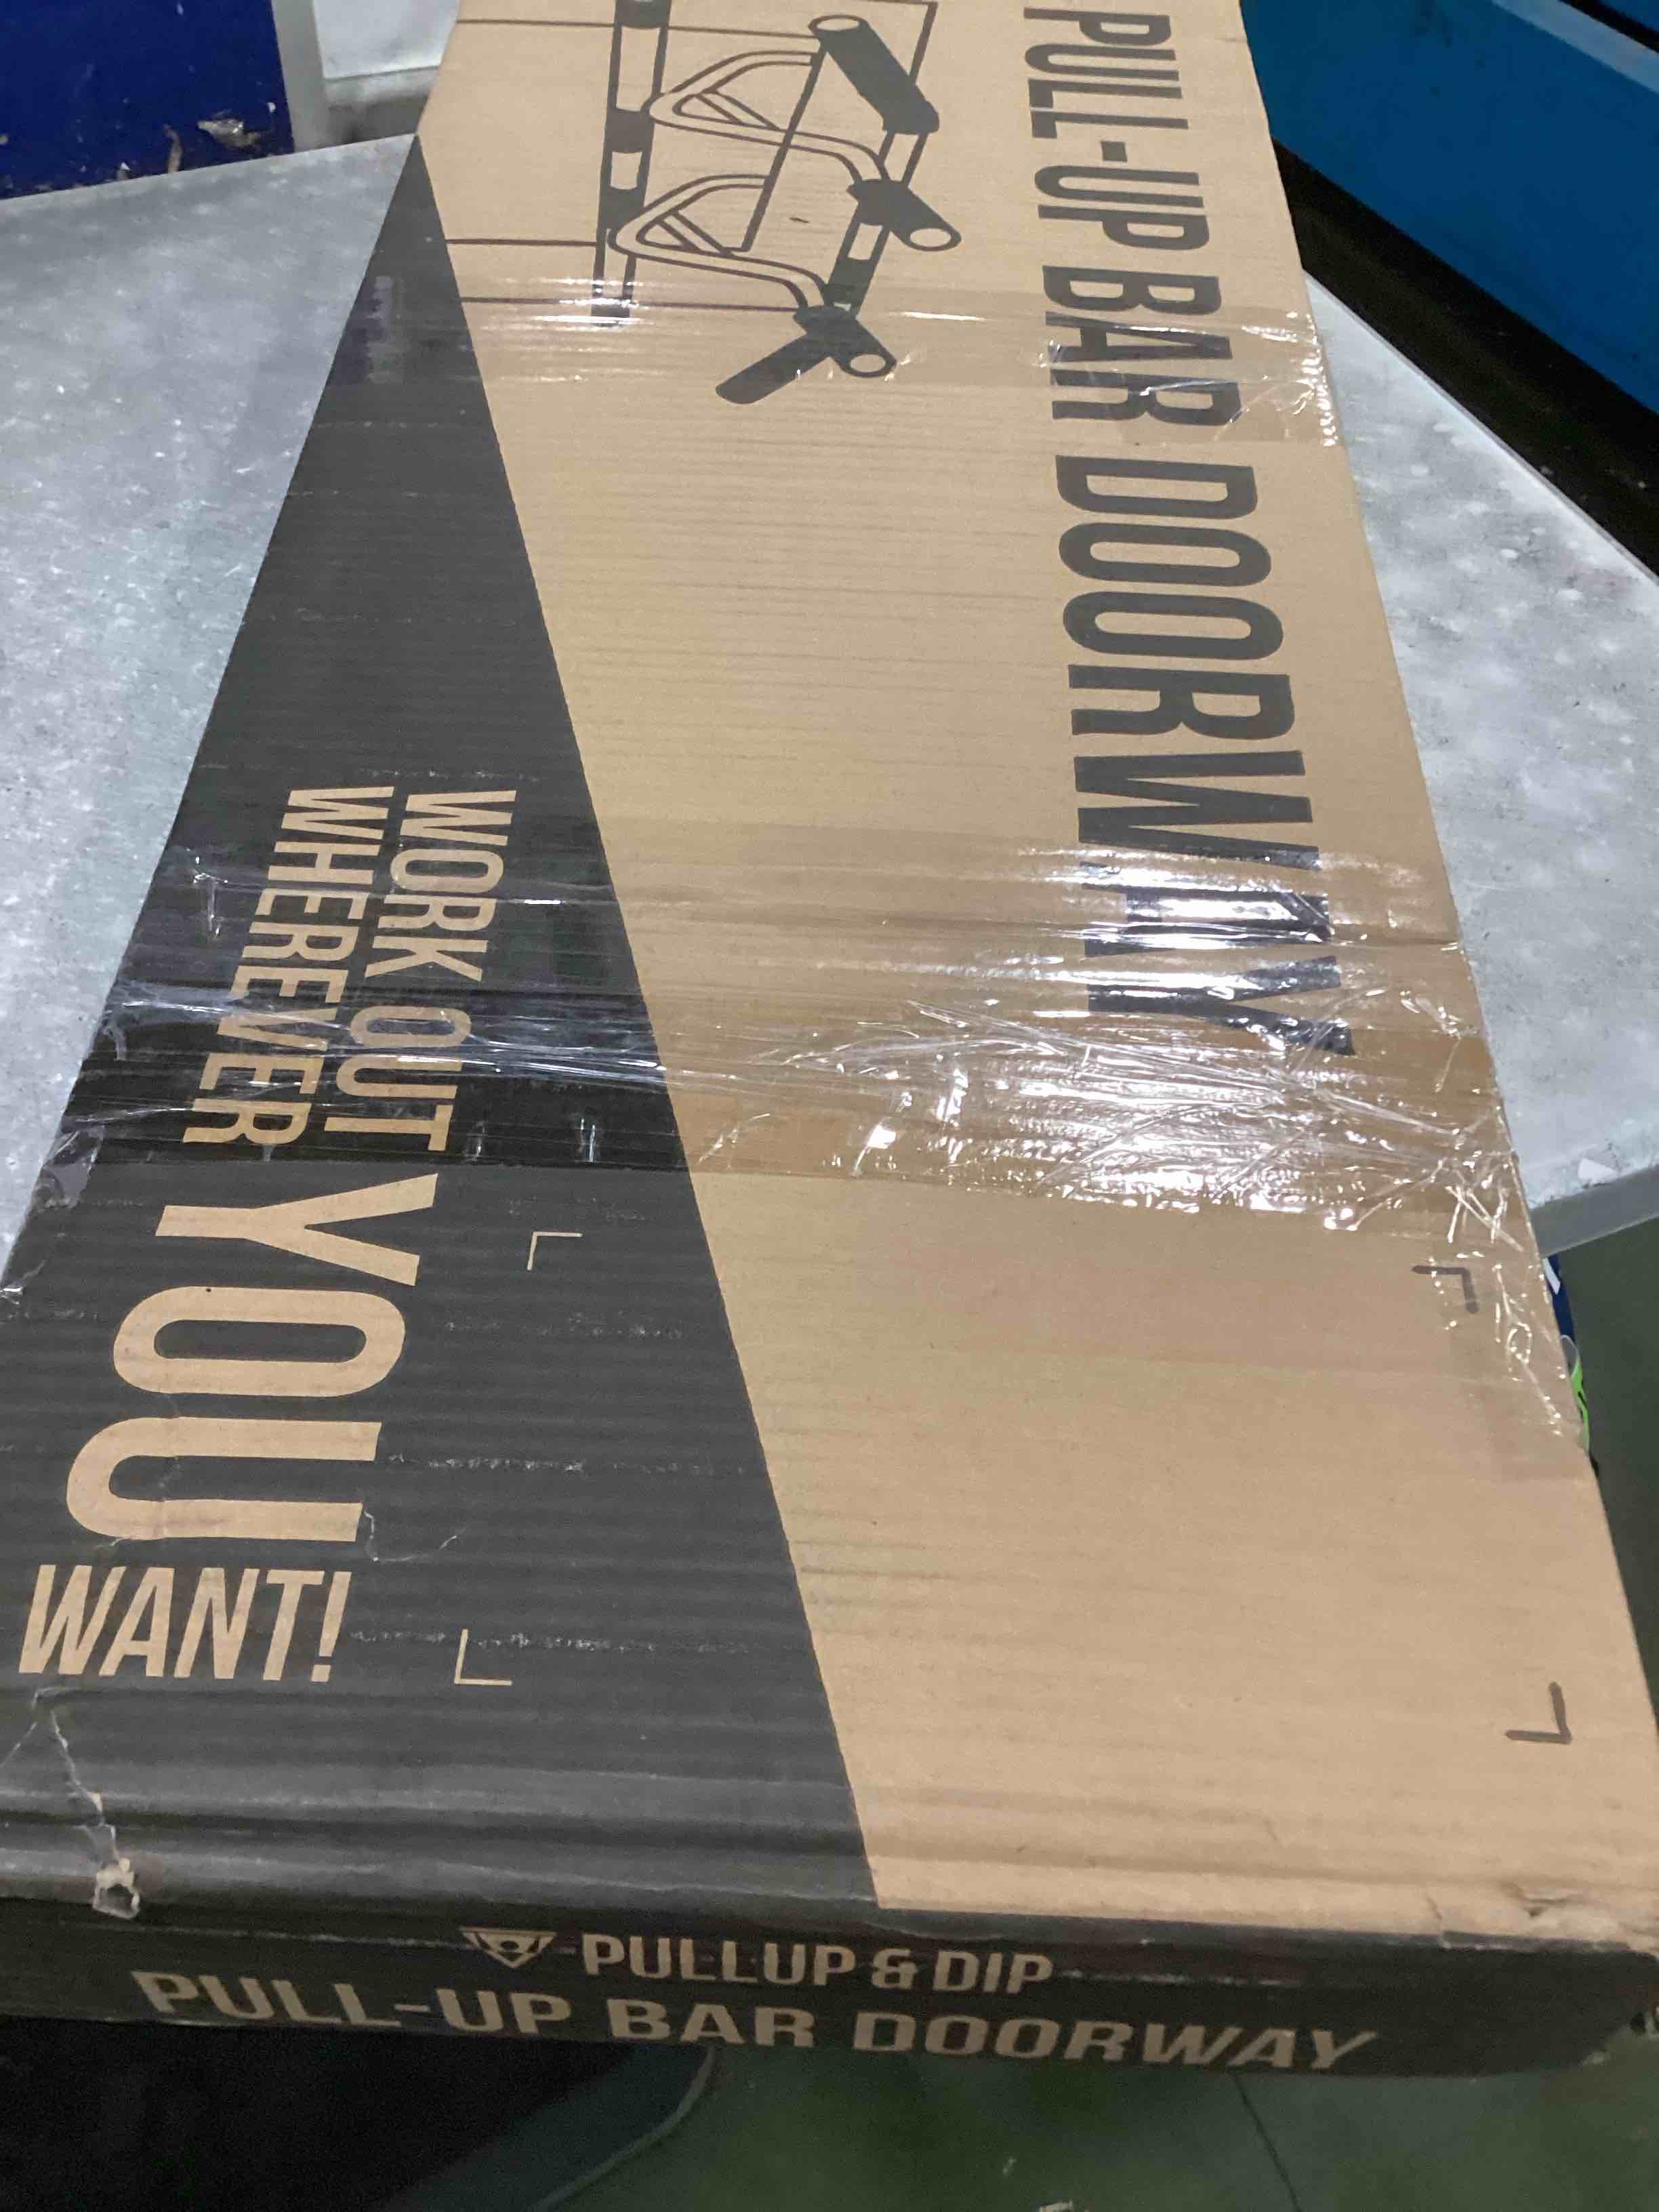 PULL-UP BAR DOORWAY
WORK OUT
WHEREVER
YOU
WANT!
PULLUP & DIP
PULL-UP BAR DOORWAY